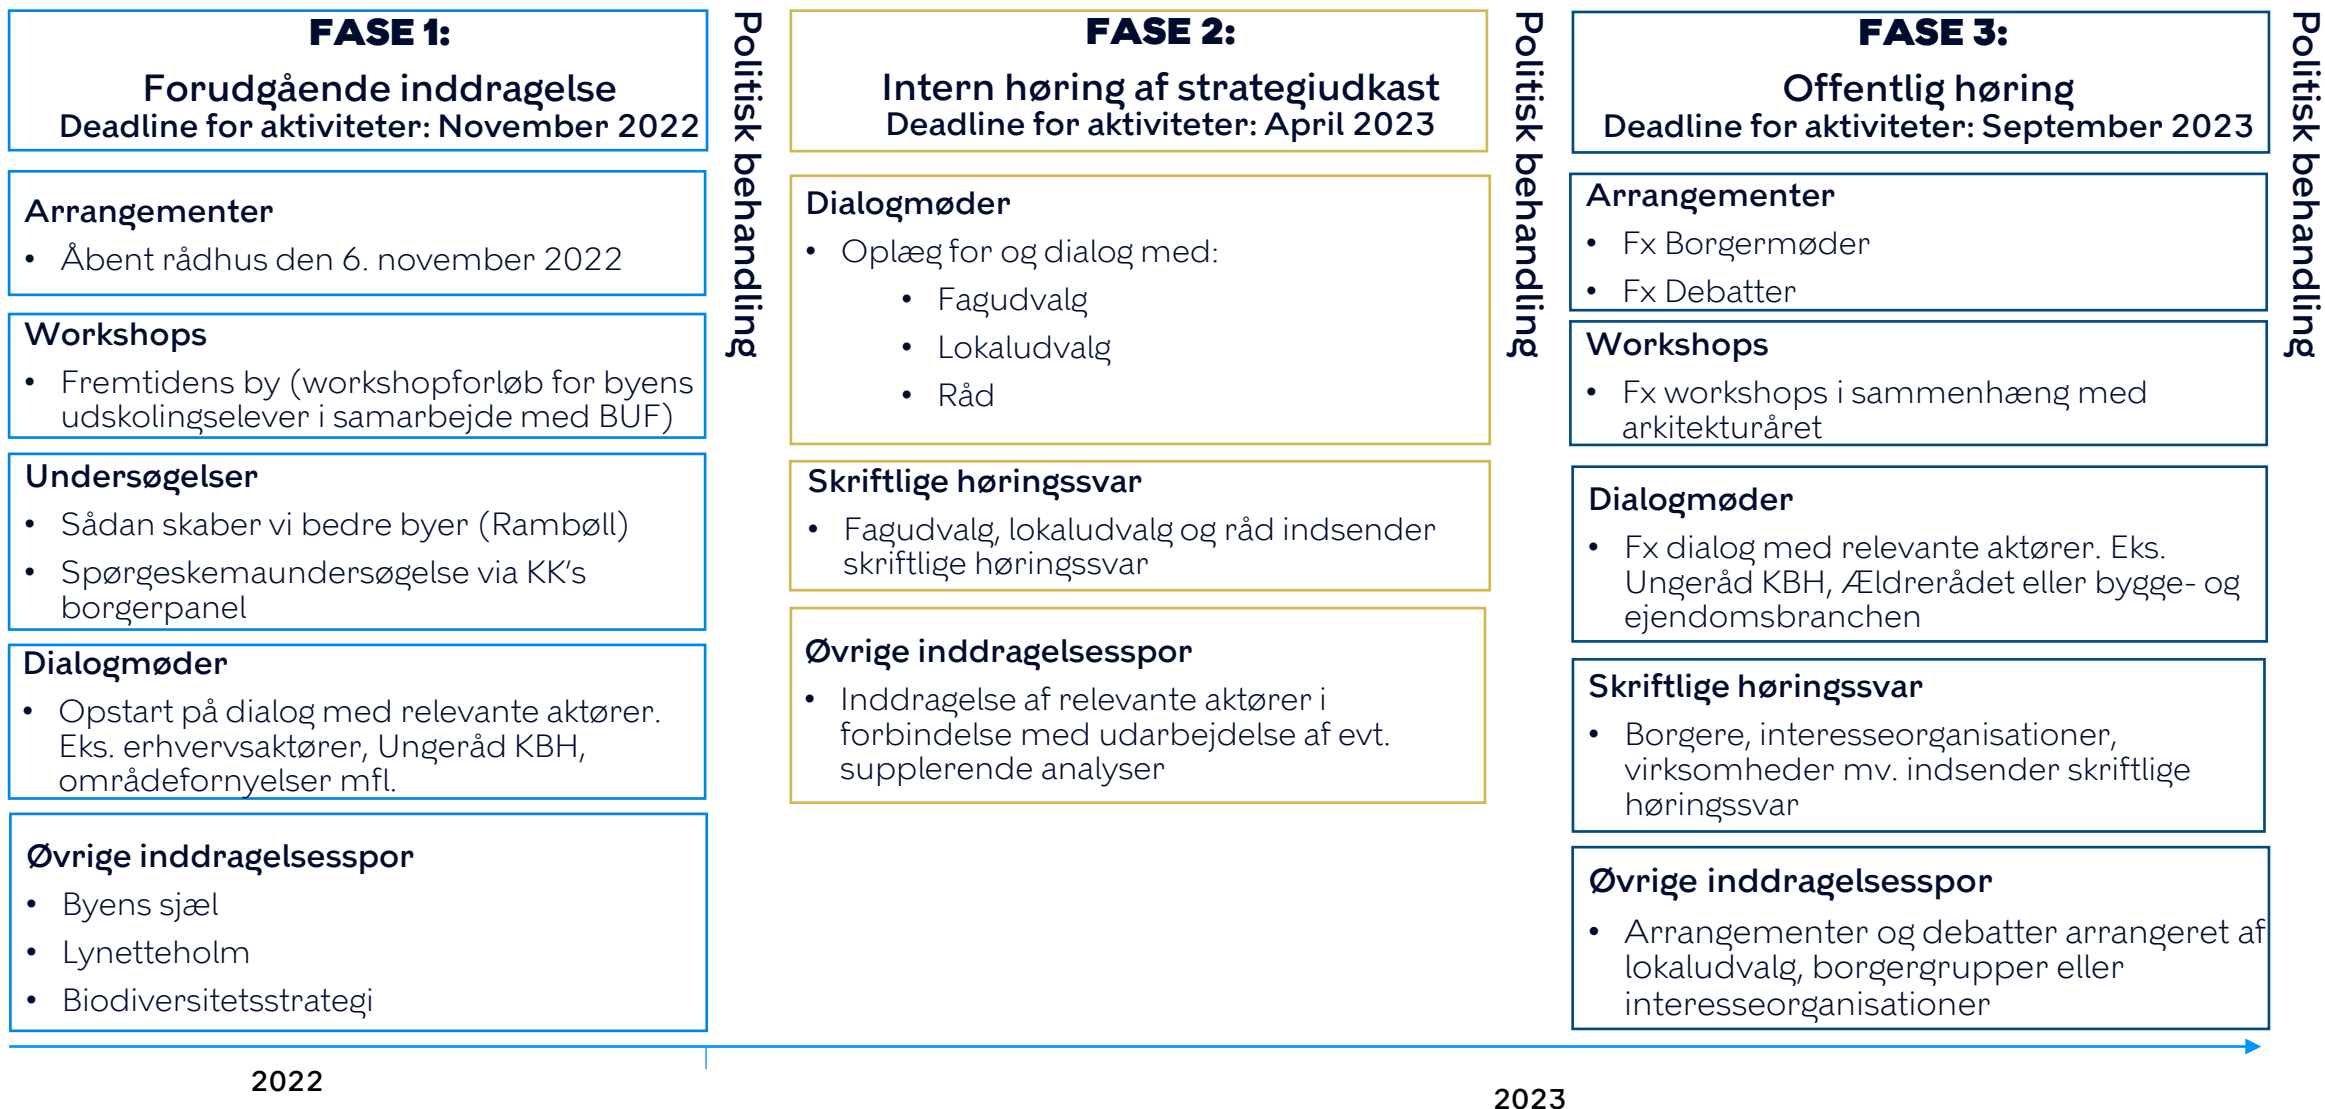 FASE 1:
Forudgående inddragelse
Deadline for aktiviteter: November 2022
Arrangementer
• Åbent rådhus den 6. november 2022
Workshops
• Fremtidens by (workshopforløb for byens
udskolingselever i samarbejde med BUF)
Undersøgelser
• Sådan skaber vi bedre byer (Rambøll)
• Spørgeskemaundersøgelse via KK's
borgerpanel
Dialogmøder
• Opstart på dialog med relevante aktører.
Eks. erhvervsaktører, Ungeråd KBH,
områdefornyelser mfl.
Øvrige inddragelsesspor
• Byens sjæl
• Lynetteholm
• Biodiversitetsstrategi
Politisk behandling
FASE 2:
Intern høring af strategiudkast
Deadline for aktiviteter: April 2023
Dialogmøder
• Oplæg for og dialog med:
• Fagudvalg
• Lokaludvalg
• Råd
Skriftlige høringssvar
• Fagudvalg, lokaludvalg og råd indsender
skriftlige høringssvar
Øvrige inddragelsesspor
• Inddragelse af relevante aktører i
forbindelse med udarbejdelse af evt.
supplerende analyser
Politisk behandling
FASE 3:
Offentlig høring
Deadline for aktiviteter: September 2023
Arrangementer
• Fx Borgermøder
• Fx Debatter
Workshops
• Fx workshops i sammenhæng med
arkitekturåret
Dialogmøder
• Fx dialog med relevante aktører. Eks.
Ungeråd KBH, Ældrerådet eller bygge- og
ejendomsbranchen
Skriftlige høringssvar
• Borgere, interesseorganisationer,
virksomheder mv. indsender skriftlige
høringssvar
Øvrige inddragelsesspor
• Arrangementer og debatter arrangeret af
lokaludvalg, borgergrupper eller
interesseorganisationer
Politisk behandling
2022
2023